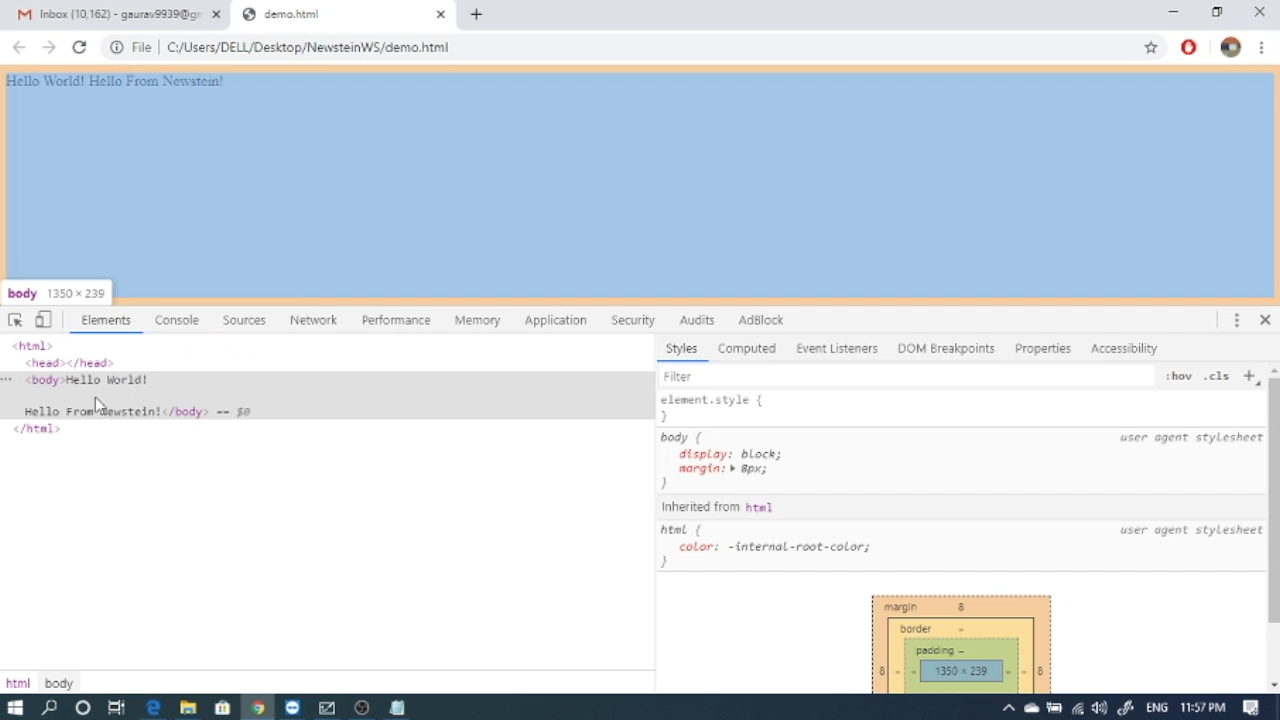 Inbox (10,162) - gaurav9939@gm
demo.html
File
C:/Users/DELL/Desktop/NewsteinWS/demo.html
Hello World! Hello From Newstein!
body 1350 × 239
Elements Console Sources Network Performance Memory Application Security Audits AdBlock
<html>
<head></head>
<body>Hello World!
Hello From Newstein!</body> == $0
</html>
html body
Styles Computed Event Listeners DOM Breakpoints Properties Accessibility
Filter :hov .cls
element.style {
}
body { user agent stylesheet
display: block;
margin: 8px;
}
Inherited from html
html { user agent stylesheet
color: -internal-root-color;
}
margin 8
border -
padding -
8 - - 1350 × 239 - - 8
ENG 11:57 PM